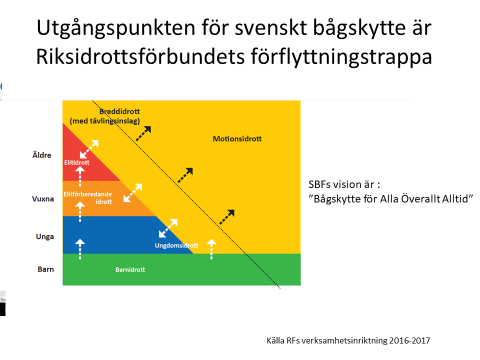 Utgångspunkten för svenskt bågskytte är
Riksidrottsförbundets förflyttningstrappa
Breddidrott
(med tävlingsinslag)
Motionsidrott
Äldre
Elitidrott
Vuxna
Elitförberedande
idrott
Unga
Ungdomsidrott
Barn
Barnidrott
SBFs vision är :
”Bågskytte för Alla Överallt Alltid”
Källa RFs verksamhetsinriktning 2016-2017